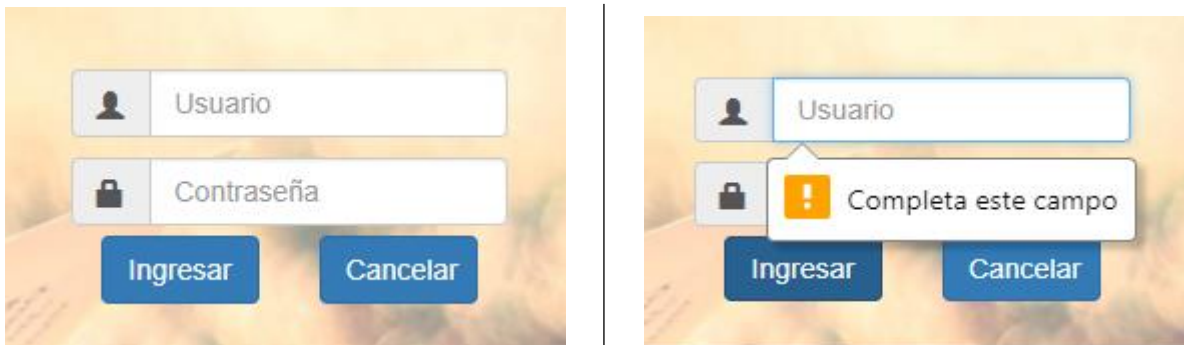 Usuario
Contraseña
Ingresar
Cancelar
Usuario
Completa este campo
Ingresar
Cancelar